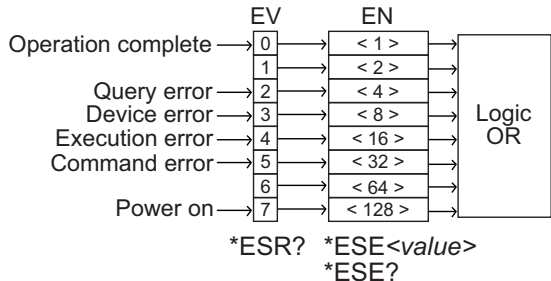 EV EN
Operation complete 0 < 1 >
1 < 2 >
Query error 2 < 4 >
Device error 3 < 8 >
Execution error 4 < 16 >
Command error 5 < 32 >
6 < 64 >
Power on 7 < 128 >
Logic
OR
*ESR? *ESE<value>
*ESE?